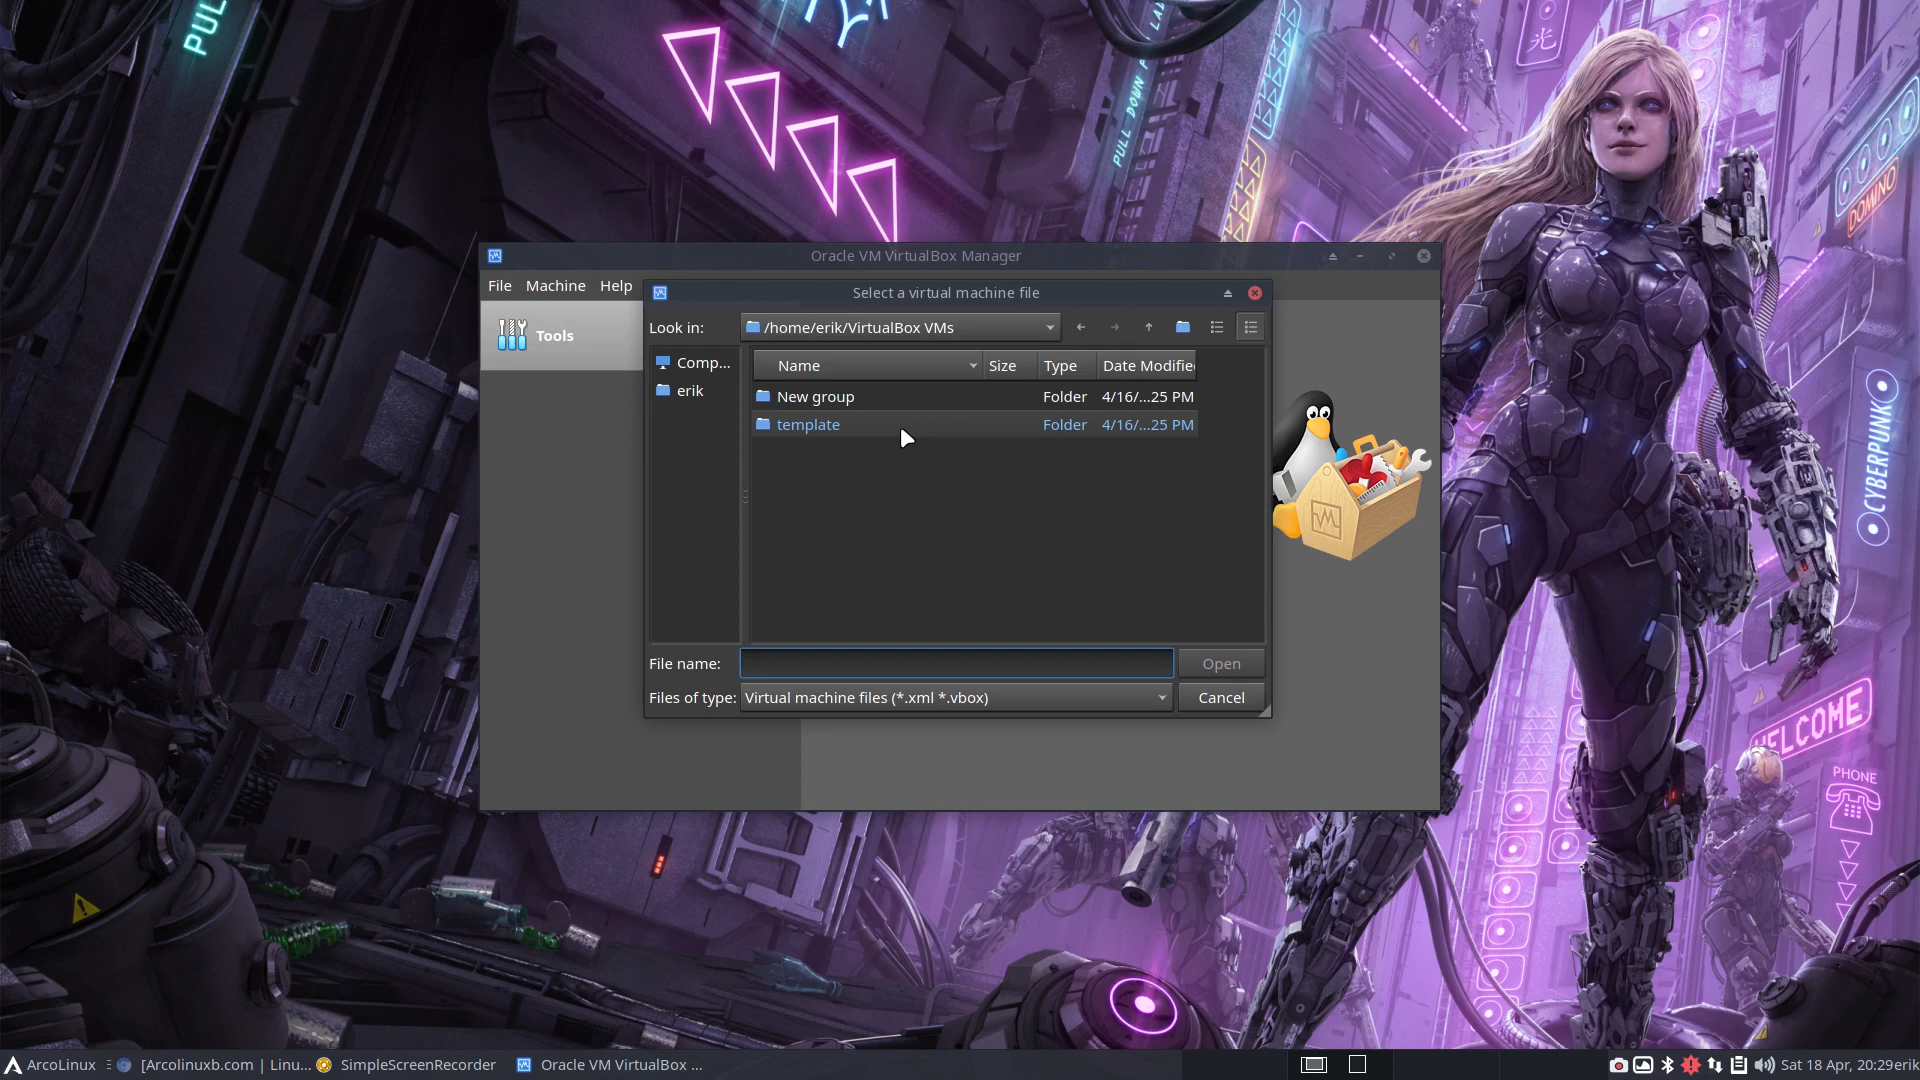 PUL
PULL DOWN
光
DOMINO
CYBERPUNK
WELCOME
PHONE
Oracle VM VirtualBox Manager
File Machine Help
Tools
Select a virtual machine file
Look in: /home/erik/VirtualBox VMs
Comp...
erik
Name Size Type Date Modifie
New group Folder 4/16/...25 PM
template Folder 4/16/...25 PM
File name: Open
Files of type: Virtual machine files (*.xml *.vbox) Cancel
ArcoLinux [Arcolinuxb.com | Linu... SimpleScreenRecorder Oracle VM VirtualBox ... Sat 18 Apr, 20:29erik